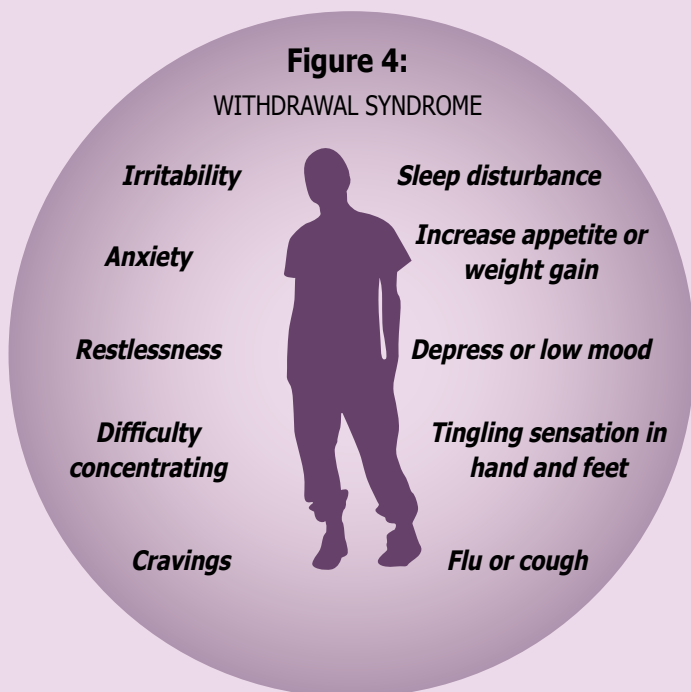 Figure 4:
WITHDRAWAL SYNDROME
Irritability
Sleep disturbance
Anxiety
Increase appetite or
weight gain
Restlessness
Depress or low mood
Difficulty
concentrating
Tingling sensation in
hand and feet
Cravings
Flu or cough